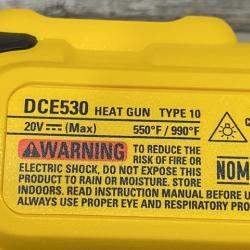 DCE530 HEAT GUN TYPE 10
20V ⎓ (Max) 550°F / 990°F
⚠WARNING TO REDUCE THE
RISK OF FIRE OR
ELECTRIC SHOCK, DO NOT EXPOSE THIS
PRODUCT TO RAIN OR MOISTURE. STORE
INDOORS. READ INSTRUCTION MANUAL BEFORE U
ALWAYS USE PROPER EYE AND RESPIRATORY PRO
C
NOM